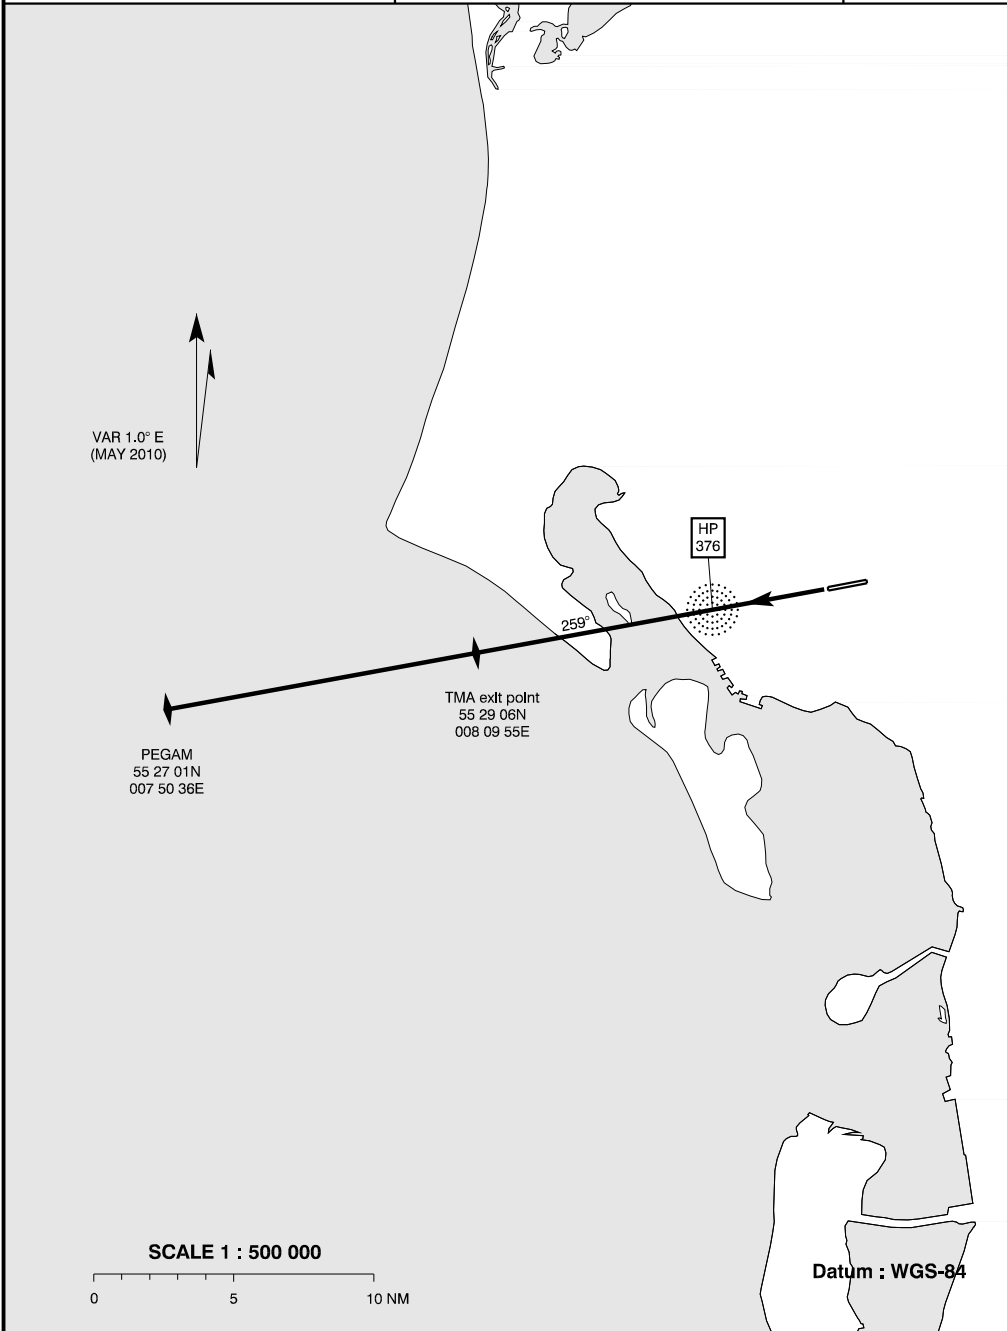 VAR 1.0° E
(MAY 2010)
HP
376
259°
TMA exit point
55 29 06N
008 09 55E
PEGAM
55 27 01N
007 50 36E
SCALE 1 : 500 000
0 5 10 NM
Datum : WGS-84